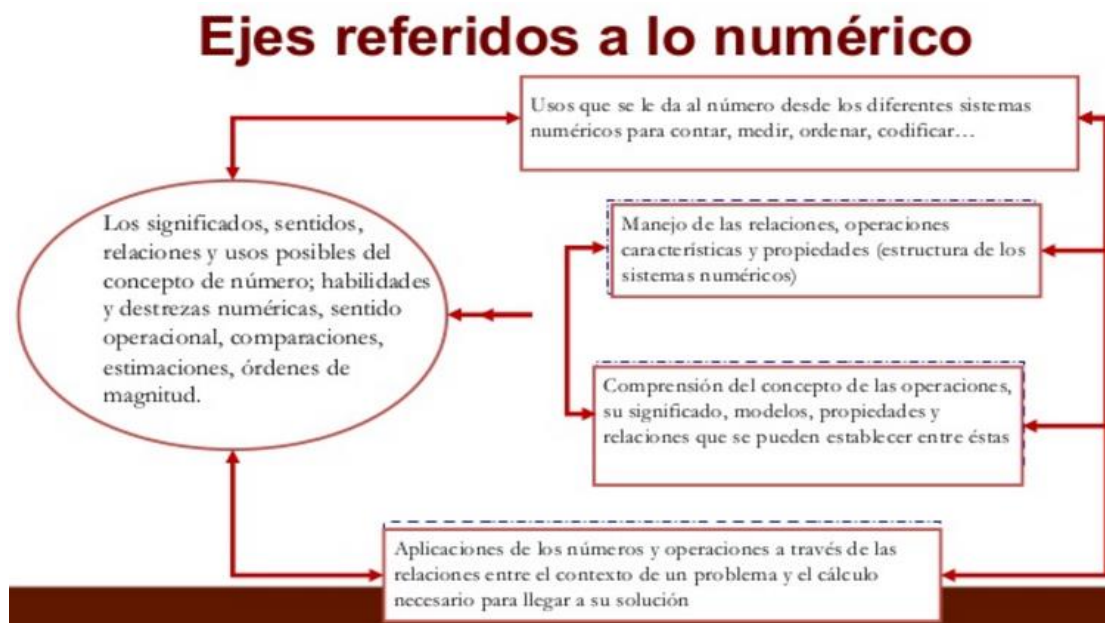 Ejes referidos a lo numérico
Usos que se le da al número desde los diferentes sistemas
numéricos para contar, medir, ordenar, codificar…
Los significados, sentidos,
relaciones y usos posibles del
concepto de número; habilidades
y destrezas numéricas, sentido
operacional, comparaciones,
estimaciones, órdenes de
magnitud.
Manejo de las relaciones, operaciones
características y propiedades (estructura de los
sistemas numéricos)
Comprensión del concepto de las operaciones,
su significado, modelos, propiedades y
relaciones que se pueden establecer entre éstas
Aplicaciones de los números y operaciones a través de las
relaciones entre el contexto de un problema y el cálculo
necesario para llegar a su solución